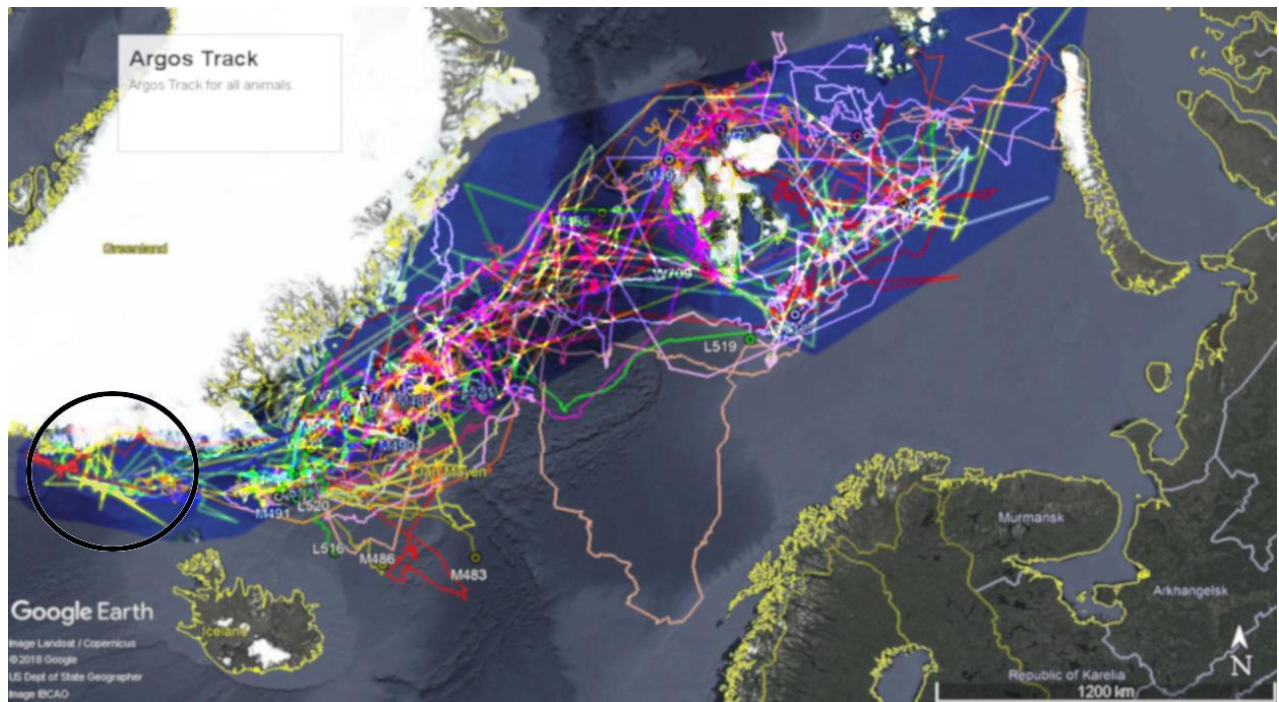 Argos Track
Argos Track for all animals.
Greenland
M485
W709
L519
M499
Jan Mayen
M491
L520
L516
M486
M483
Iceland
Murmansk
Arkhangelsk
Republic of Karelia
N
1200 km
Google Earth
Image Landsat / Copernicus
© 2018 Google
US Dept of State Geographer
Image IBCAO